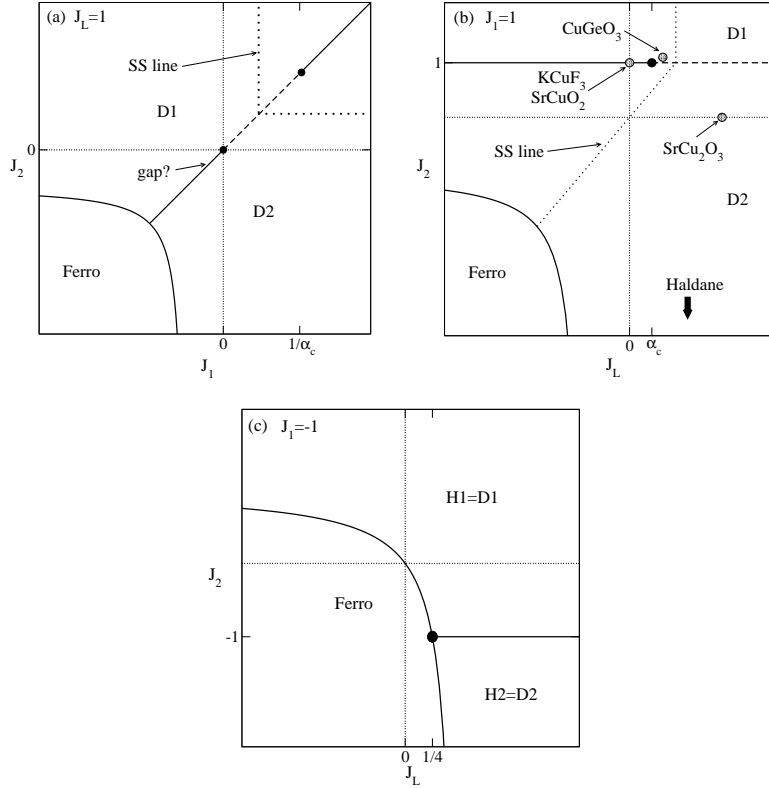 (a) J_L=1
SS line
D1
0
J_2
gap?
D2
Ferro
0
1/α_c
J_1
(b) J_1=1
CuGeO_3
D1
1
KCuF_3
SrCuO_2
SrCu_2O_3
SS line
J_2
D2
Haldane
Ferro
0
α_c
J_L
(c) J_1=-1
H1=D1
J_2
Ferro
-1
H2=D2
0
1/4
J_L